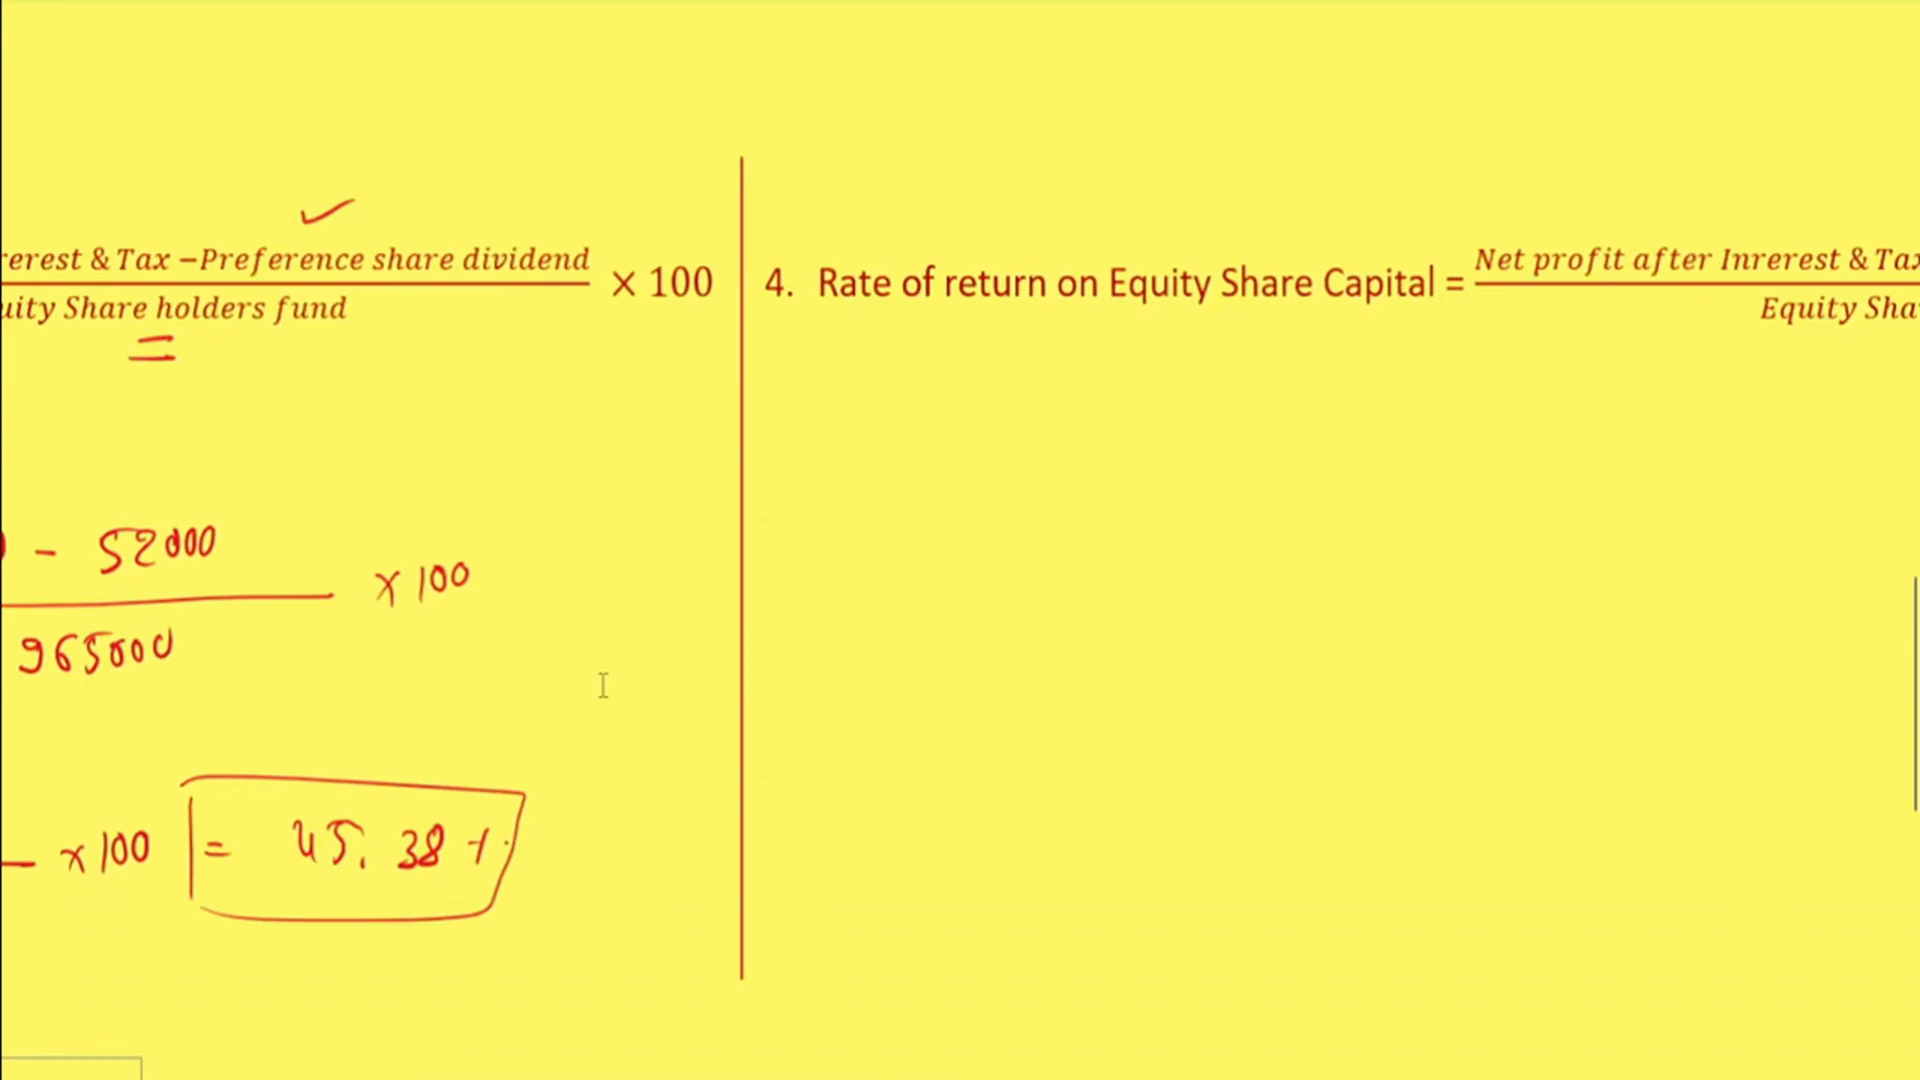 erest & Tax −Preference share dividend
uity Share holders fund
× 100
=
- 52000
965000
x 100
x 100 = 45.38 %
4. Rate of return on Equity Share Capital =
Net profit after Inrerest & Tax
Equity Sha